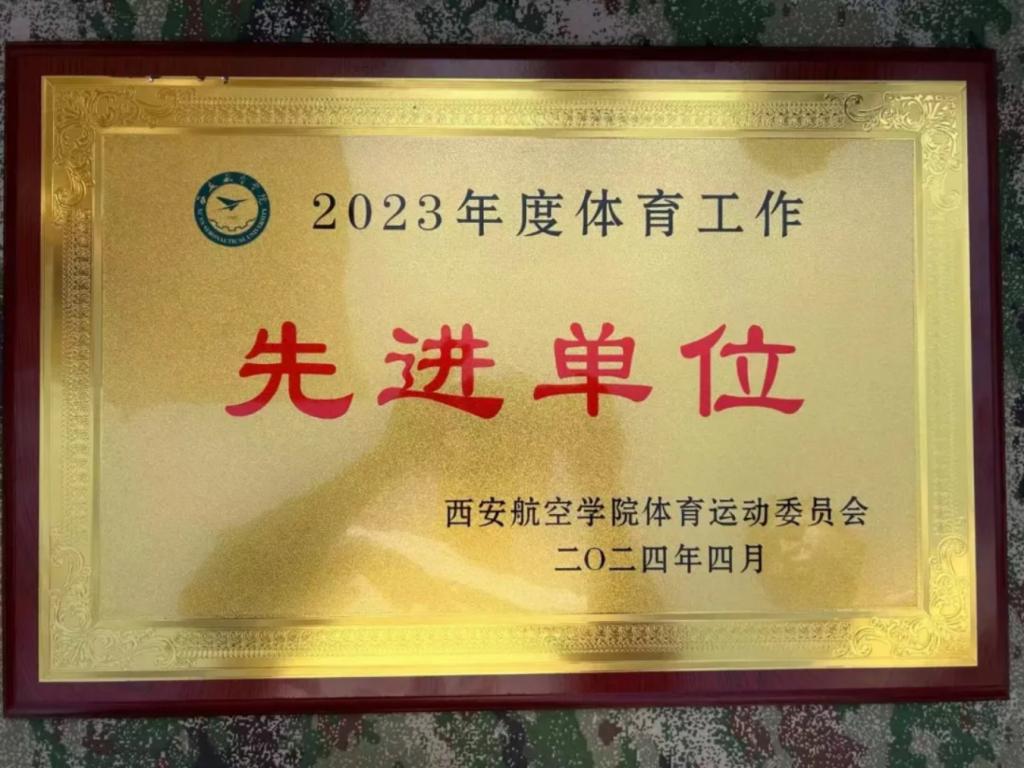 2023年度体育工作
先进单位
西安航空学院体育运动委员会
二〇二四年四月